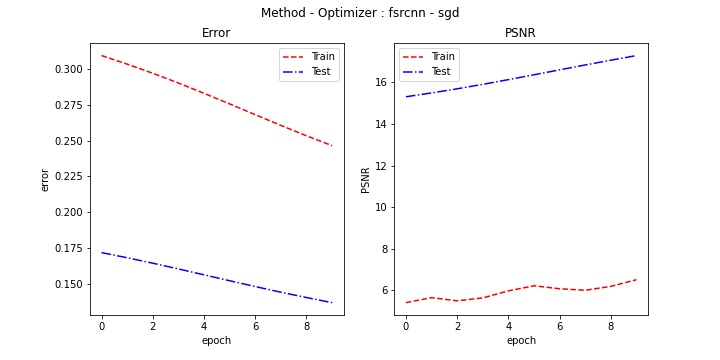 Method - Optimizer : fsrcnn - sgd
Error
PSNR
Train
Test
Train
Test
0.300
0.275
0.250
0.225
0.200
0.175
0.150
error
0 2 4 6 8
epoch
16
14
12
10
8
6
PSNR
0 2 4 6 8
epoch